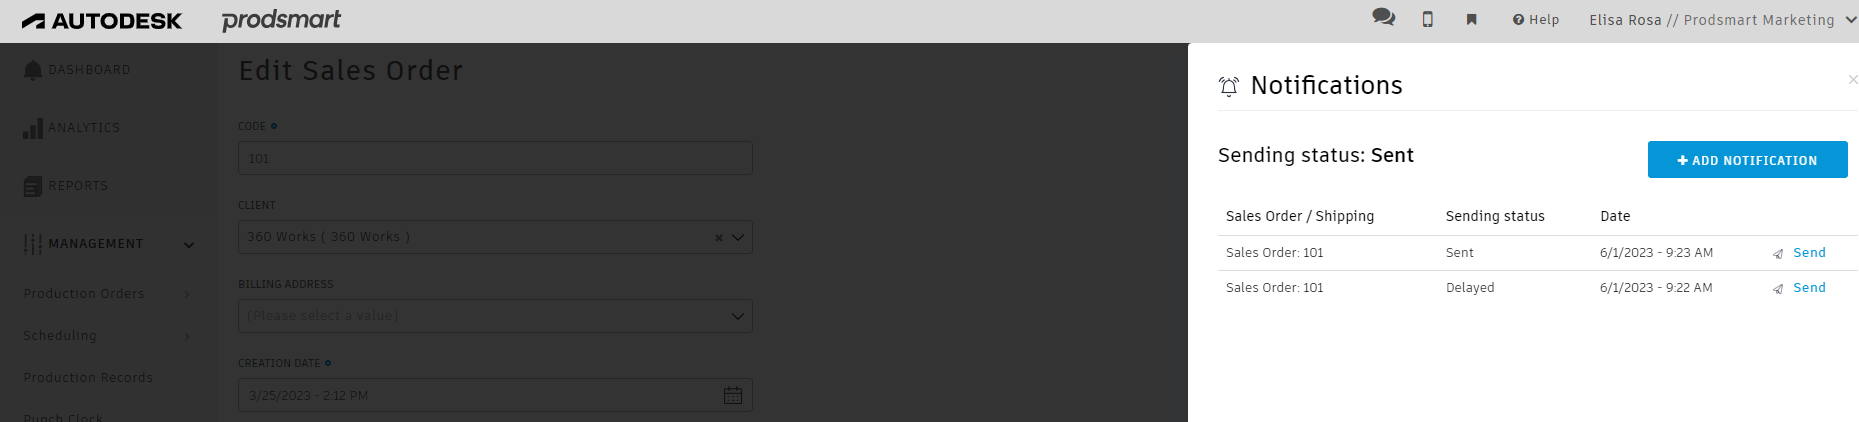 AUTODESK prodsmart Help Elisa Rosa // Prodsmart Marketing
DASHBOARD
ANALYTICS
REPORTS
MANAGEMENT
Production Orders
Scheduling
Production Records
Punch Clock
Edit Sales Order
CODE
101
CLIENT
360 Works ( 360 Works )
BILLING ADDRESS
(Please select a value)
CREATION DATE
3/25/2023 - 2:12 PM
Notifications
Sending status: Sent
ADD NOTIFICATION
Sales Order / Shipping Sending status Date
Sales Order: 101 Sent 6/1/2023 - 9:23 AM Send
Sales Order: 101 Delayed 6/1/2023 - 9:22 AM Send